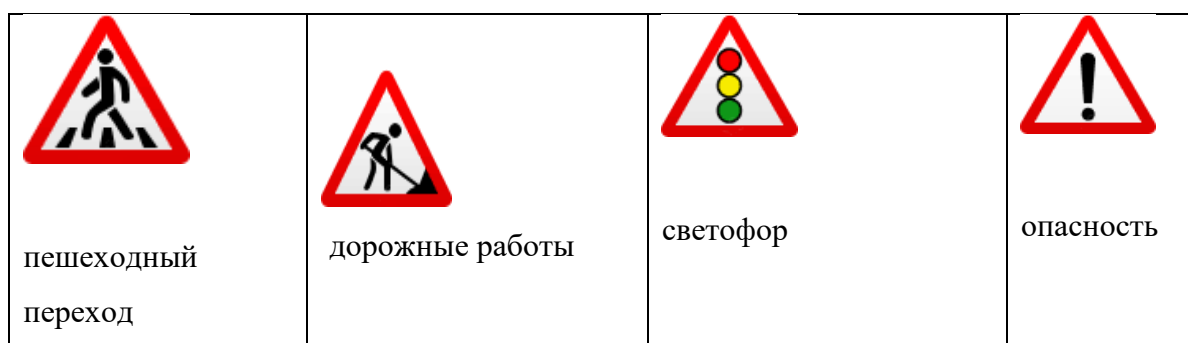 пешеходный
переход
дорожные работы
светофор
опасность